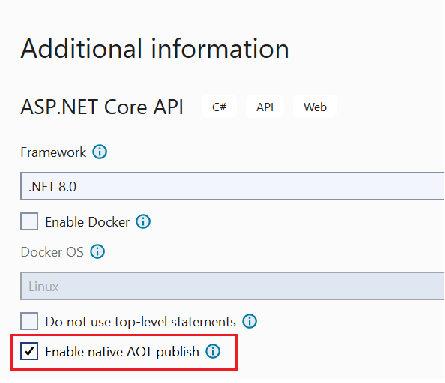 Additional information
ASP.NET Core API C# API Web
Framework
.NET 8.0
Enable Docker
Docker OS
Linux
Do not use top-level statements
Enable native AOT publish